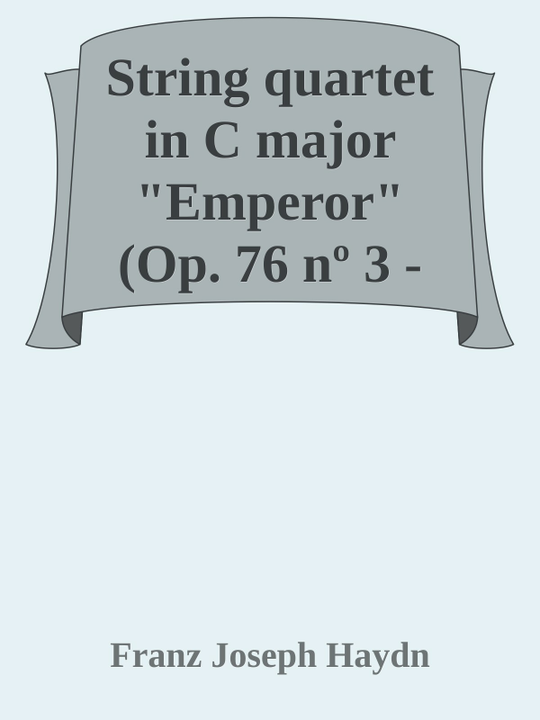 String quartet
in C major
"Emperor"
(Op. 76 nº 3 -
Franz Joseph Haydn